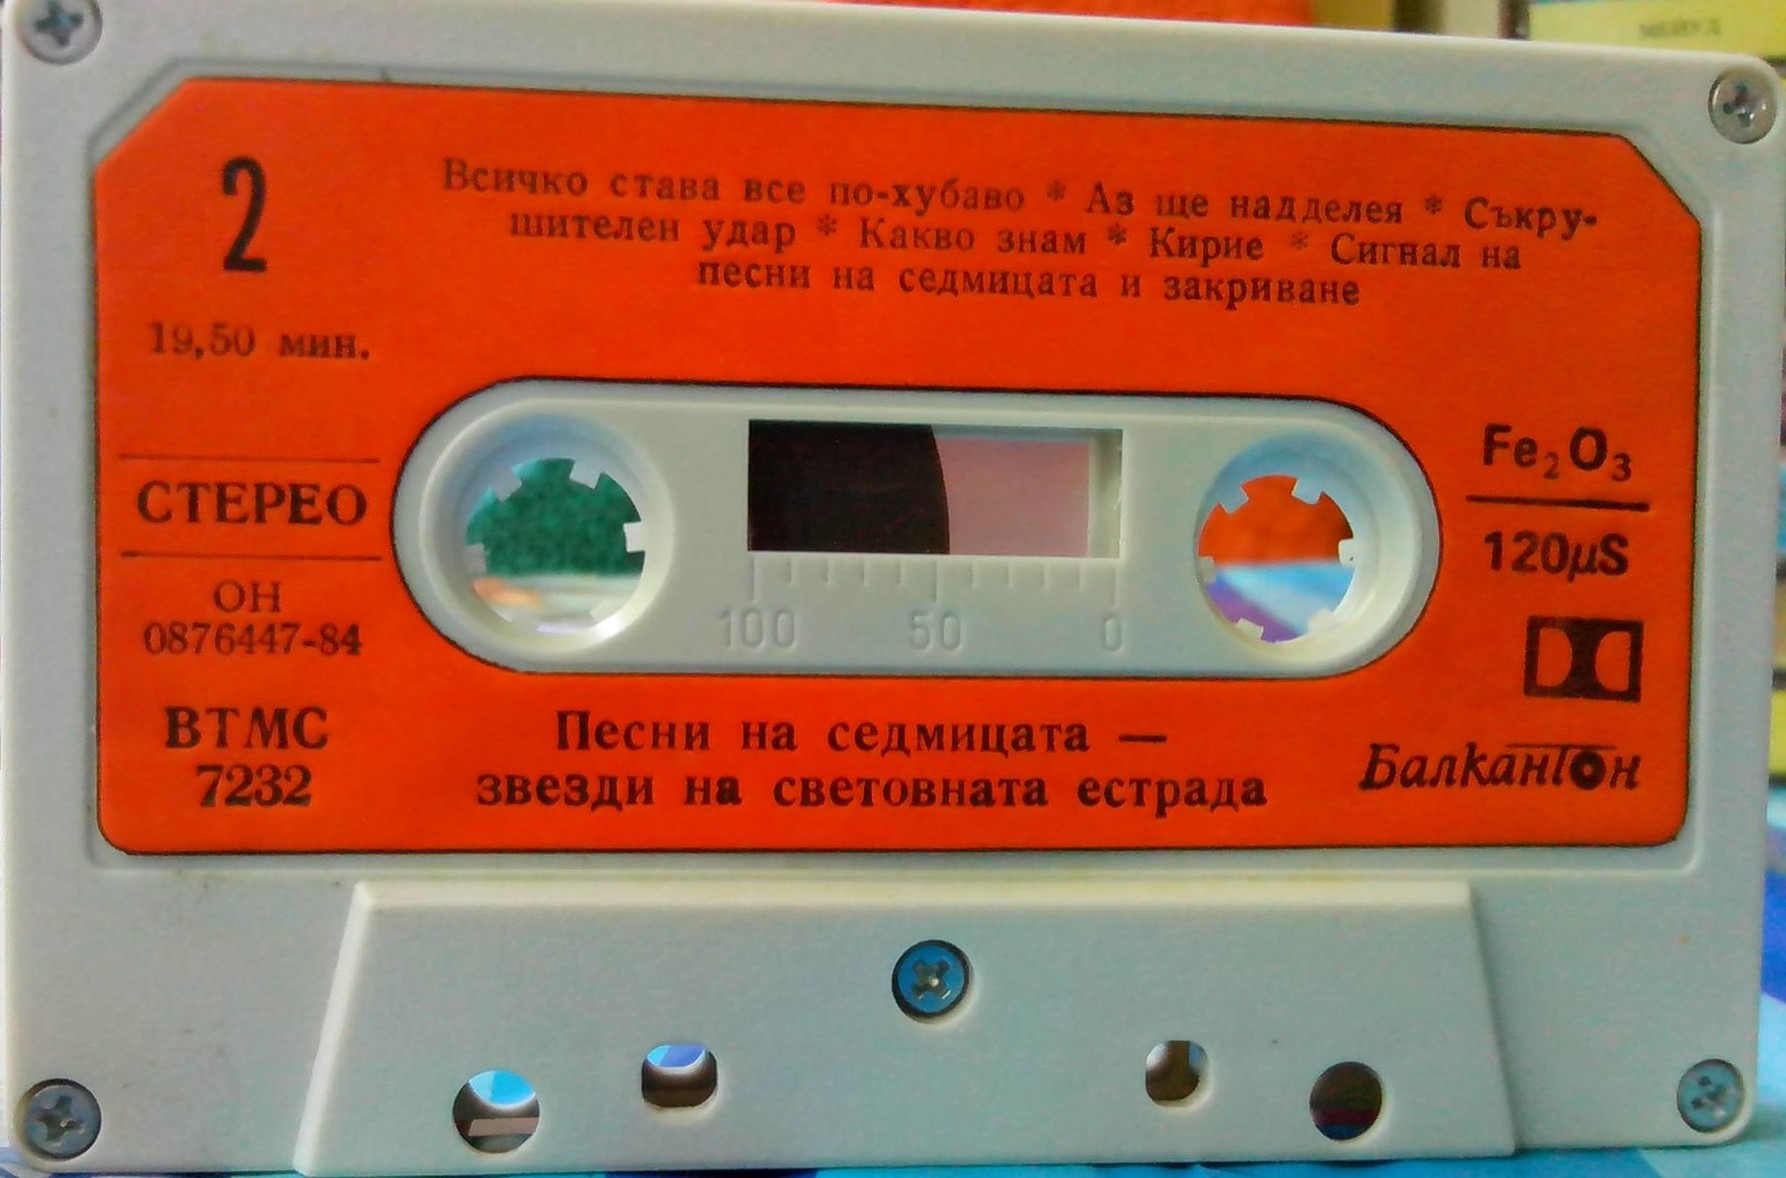 2
Всичко става все по-хубаво * Аз ще надделея * Съкру-
шителен удар * Какво знам * Кирие * Сигнал на
песни на седмицата и закриване
19,50 мин.
СТЕРЕО
ОН
0876447-84
ВТМС
7232
100 50 0
Fe₂O₃
120µS
Песни на седмицата —
звезди на световната естрада
Балкантон